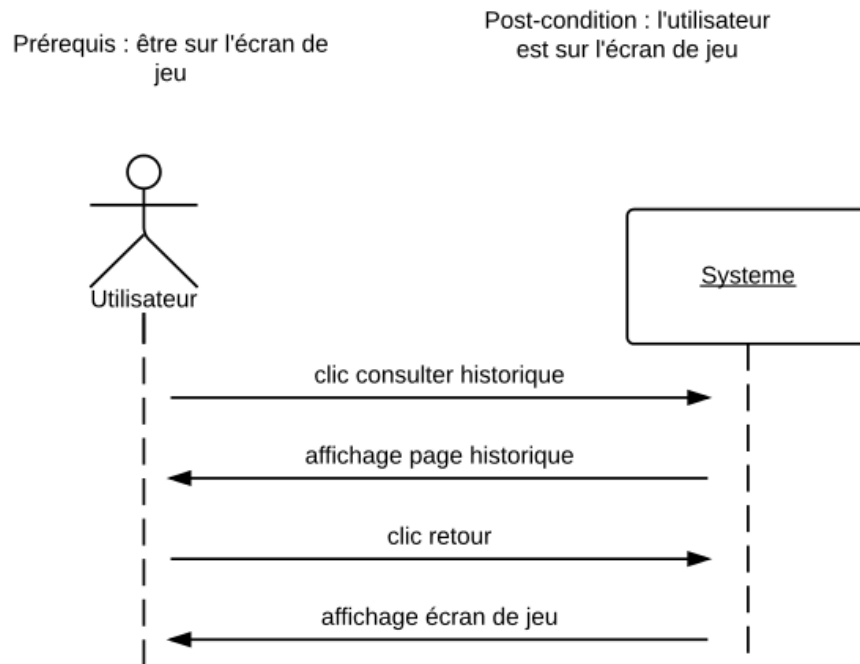 Prérequis : être sur l'écran de
jeu
Post-condition : l'utilisateur
est sur l'écran de jeu
Utilisateur
Systeme
clic consulter historique
affichage page historique
clic retour
affichage écran de jeu